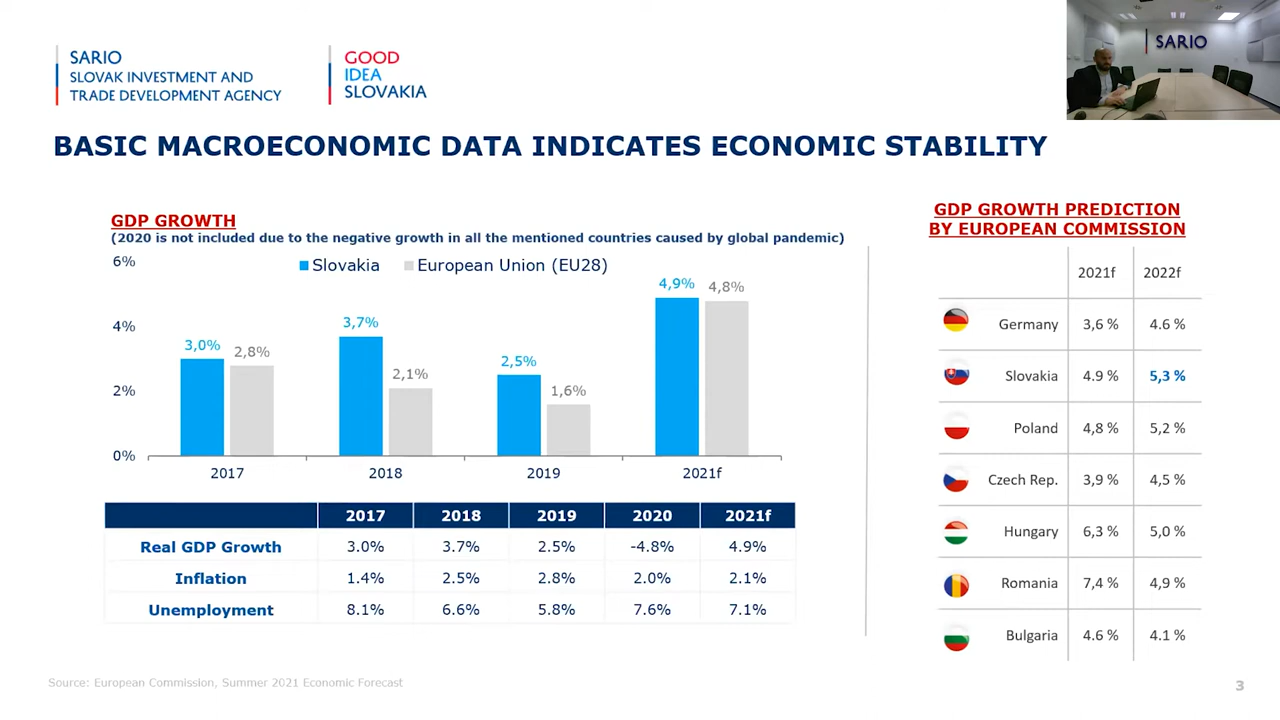 SARIO
SLOVAK INVESTMENT AND
TRADE DEVELOPMENT AGENCY
GOOD
IDEA
SLOVAKIA
SARIO
BASIC MACROECONOMIC DATA INDICATES ECONOMIC STABILITY
GDP GROWTH
(2020 is not included due to the negative growth in all the mentioned countries caused by global pandemic)
Slovakia European Union (EU28)
6%
4%
2%
0%
3,0% 2,8%
3,7% 2,1%
2,5% 1,6%
4,9% 4,8%
2017 2018 2019 2021f
2017 2018 2019 2020 2021f
Real GDP Growth 3.0% 3.7% 2.5% -4.8% 4.9%
Inflation 1.4% 2.5% 2.8% 2.0% 2.1%
Unemployment 8.1% 6.6% 5.8% 7.6% 7.1%
GDP GROWTH PREDICTION
BY EUROPEAN COMMISSION
2021f 2022f
Germany 3,6 % 4.6 %
Slovakia 4.9 % 5,3 %
Poland 4,8 % 5,2 %
Czech Rep. 3,9 % 4,5 %
Hungary 6,3 % 5,0 %
Romania 7,4 % 4,9 %
Bulgaria 4.6 % 4.1 %
Source: European Commission, Summer 2021 Economic Forecast
3